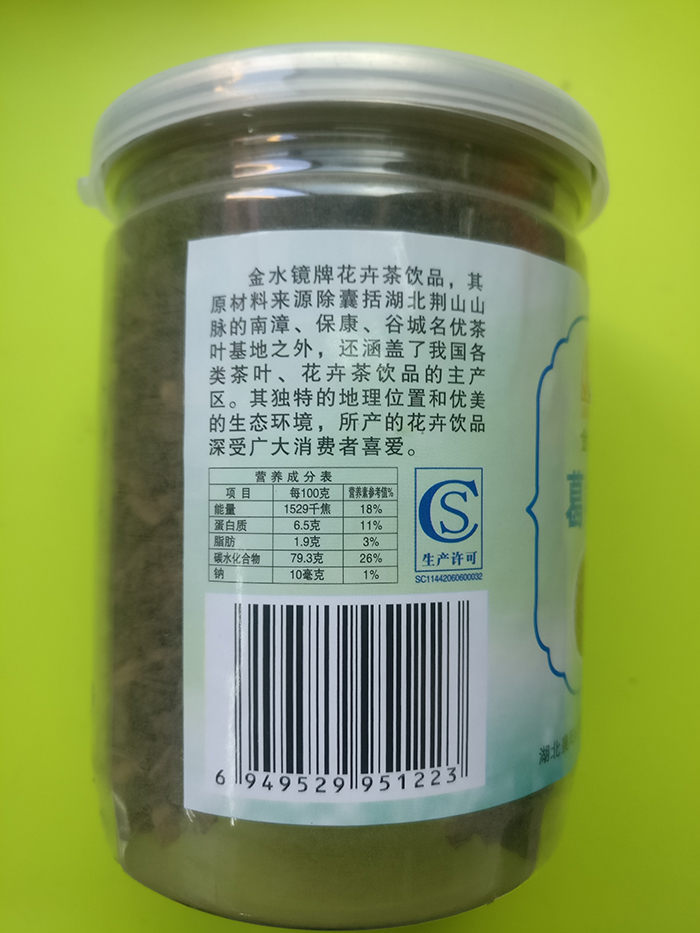 金水镜牌花卉茶饮品，其
原材料来源除囊括湖北荆山山
脉的南漳、保康、谷城名优茶
叶基地之外，还涵盖了我国各
类茶叶、花卉茶饮品的主产
区。其独特的地理位置和优美
的生态环境，所产的花卉饮品
深受广大消费者喜爱。
营养成分表
项目 每100克 营养素参考值%
能量 1529千焦 18%
蛋白质 6.5克 11%
脂肪 1.9克 3%
碳水化合物 79.3克 26%
钠 10毫克 1%
生产许可
SC11442060600032
6 949529 951223
湖北